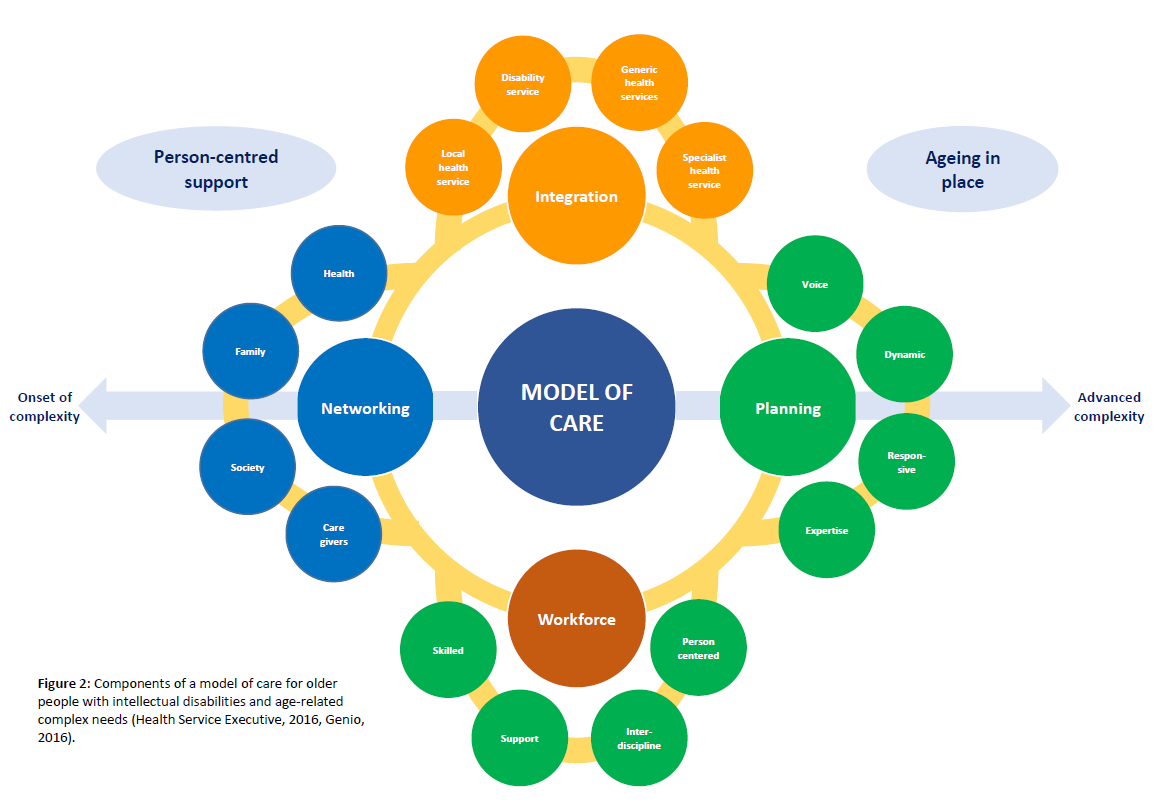 Disability
service
Generic
health
services
Person-centred
support
Local
health
service
Integration
Specialist
health
service
Ageing in
place
Health
Voice
Family
Dynamic
Onset of
complexity
Networking
MODEL OF
CARE
Planning
Advanced
complexity
Society
Respon-
sive
Care
givers
Expertise
Workforce
Skilled
Person
centered
Support
Inter-
discipline
Figure 2: Components of a model of care for older
people with intellectual disabilities and age-related
complex needs (Health Service Executive, 2016, Genio,
2016).